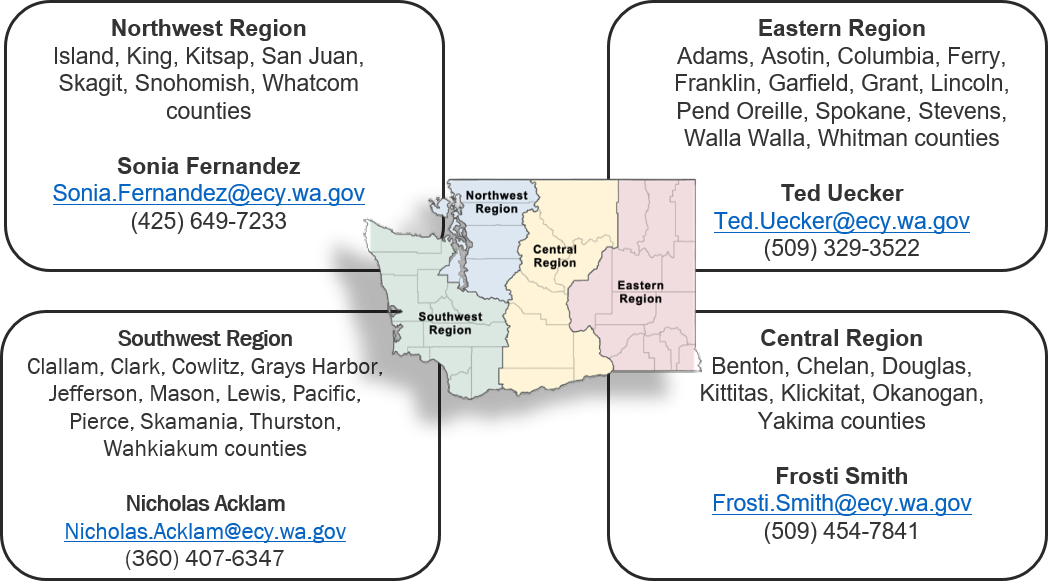 Northwest Region
Island, King, Kitsap, San Juan,
Skagit, Snohomish, Whatcom
counties
Sonia Fernandez
Sonia.Fernandez@ecy.wa.gov
(425) 649-7233
Eastern Region
Adams, Asotin, Columbia, Ferry,
Franklin, Garfield, Grant, Lincoln,
Pend Oreille, Spokane, Stevens,
Walla Walla, Whitman counties
Ted Uecker
Ted.Uecker@ecy.wa.gov
(509) 329-3522
Northwest
Region
Central
Region
Eastern
Region
Southwest
Region
Southwest Region
Clallam, Clark, Cowlitz, Grays Harbor,
Jefferson, Mason, Lewis, Pacific,
Pierce, Skamania, Thurston,
Wahkiakum counties
Nicholas Acklam
Nicholas.Acklam@ecy.wa.gov
(360) 407-6347
Central Region
Benton, Chelan, Douglas,
Kittitas, Klickitat, Okanogan,
Yakima counties
Frosti Smith
Frosti.Smith@ecy.wa.gov
(509) 454-7841